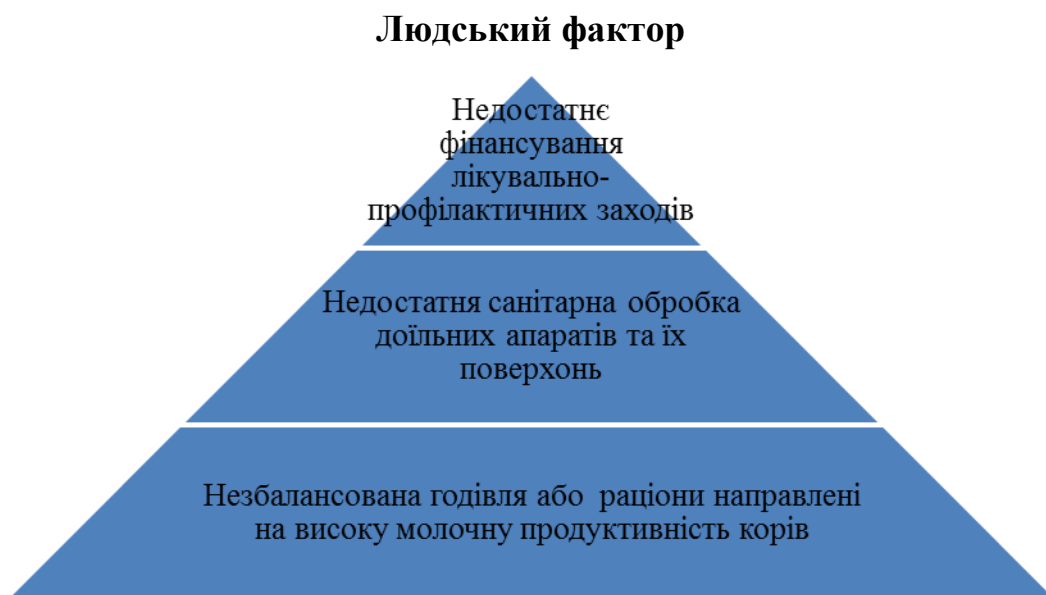 Людський фактор
Недостатнє
фінансування
лікувально-
профілактичних заходів
Недостатня санітарна обробка
доїльних апаратів та їх
поверхонь
Незбалансована годівля або раціони направлені
на високу молочну продуктивність корів